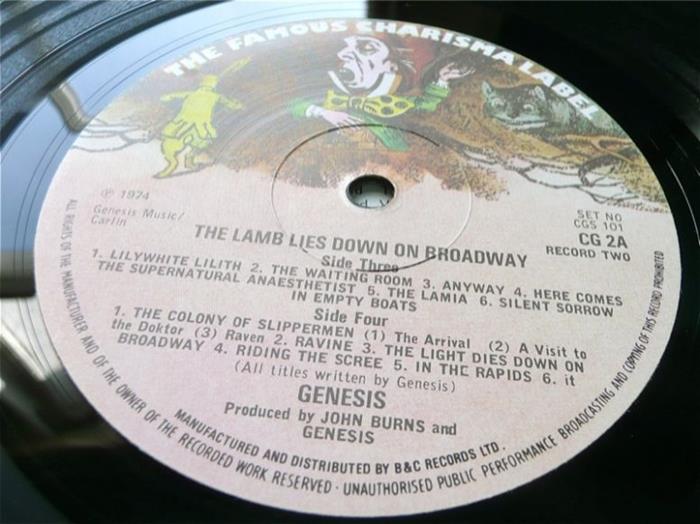 THE FAMOUS CHARISMA LABEL
℗ 1974
Genesis Music/
Carlin
SET NO
CGS 101
CG 2A
RECORD TWO
THE LAMB LIES DOWN ON BROADWAY
Side Three
1. LILYWHITE LILITH 2. THE WAITING ROOM 3. ANYWAY 4. HERE COMES
THE SUPERNATURAL ANAESTHETIST 5. THE LAMIA 6. SILENT SORROW
IN EMPTY BOATS
Side Four
1. THE COLONY OF SLIPPERMEN (1) The Arrival (2) A Visit to
the Doktor (3) Raven 2. RAVINE 3. THE LIGHT DIES DOWN ON
BROADWAY 4. RIDING THE SCREE 5. IN THE RAPIDS 6. it
(All titles written by Genesis)
GENESIS
Produced by JOHN BURNS and
GENESIS
MANUFACTURED AND DISTRIBUTED BY B&C RECORDS LTD.
ALL RIGHTS OF THE MANUFACTURER AND OF THE OWNER OF THE RECORDED WORK RESERVED · UNAUTHORISED PUBLIC PERFORMANCE BROADCASTING AND COPYING OF THIS RECORD PROHIBITED